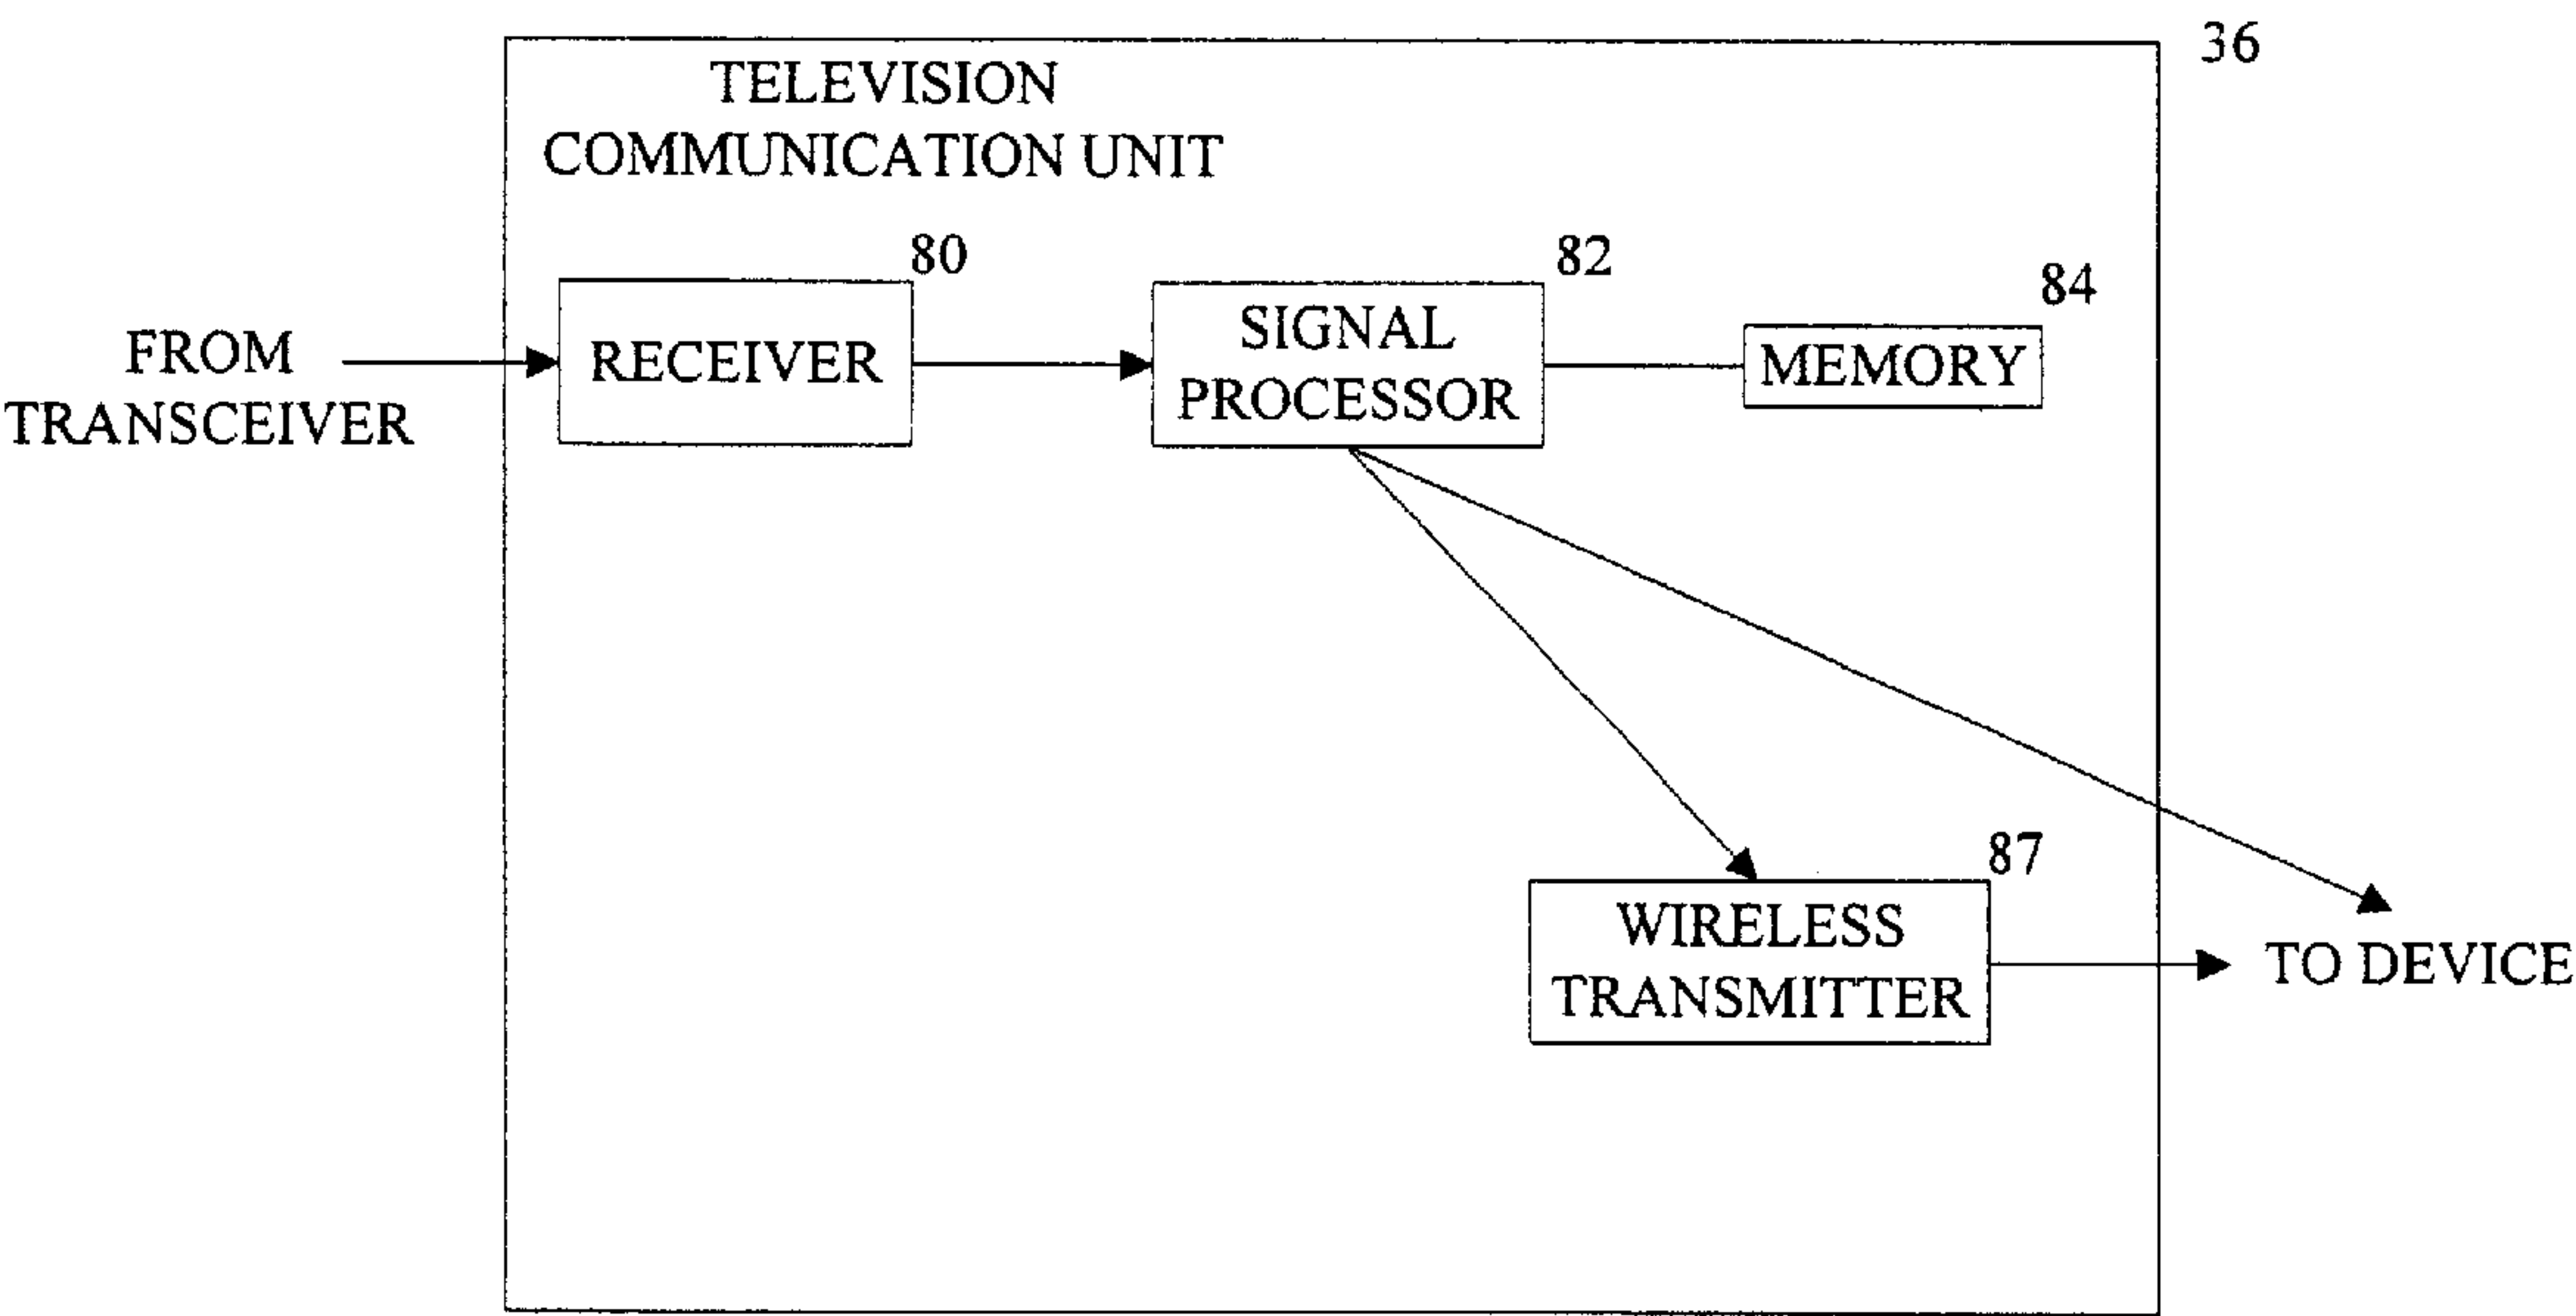 36
TELEVISION
COMMUNICATION UNIT
80
82
84
FROM
TRANSCEIVER
RECEIVER
SIGNAL
PROCESSOR
MEMORY
87
WIRELESS
TRANSMITTER
TO DEVICE